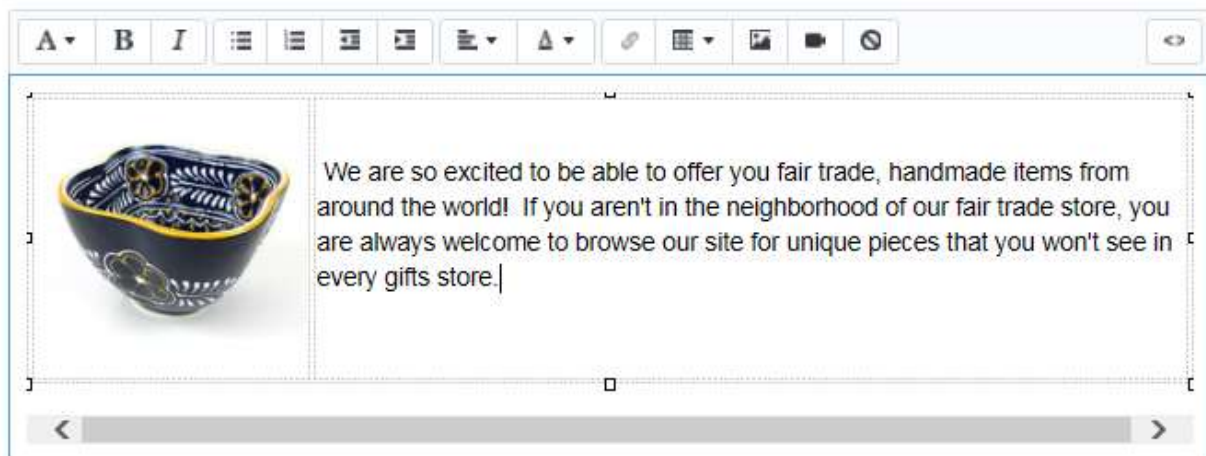 A B I A
We are so excited to be able to offer you fair trade, handmade items from
around the world!  If you aren't in the neighborhood of our fair trade store, you
are always welcome to browse our site for unique pieces that you won't see in
every gifts store.